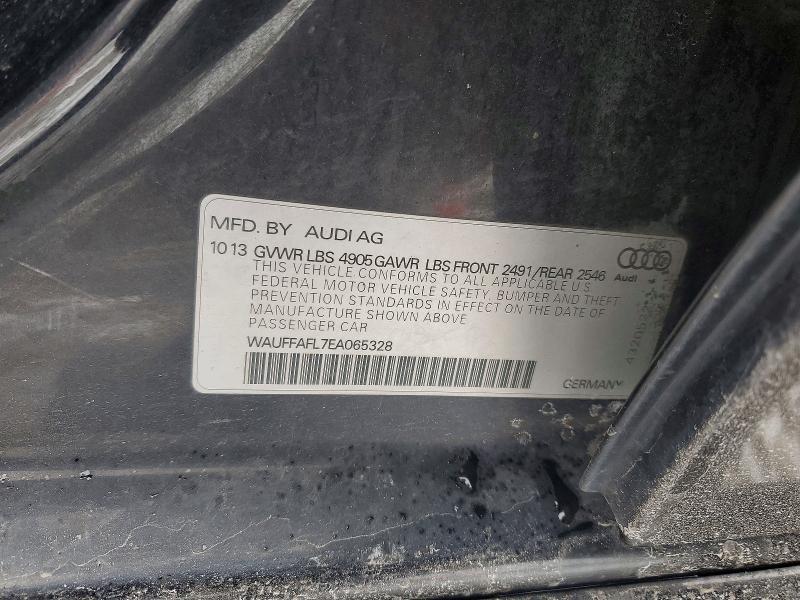 MFD. BY AUDI AG
10 13 GVWR LBS 4905 GAWR LBS FRONT 2491/REAR 2546
THIS VEHICLE CONFORMS TO ALL APPLICABLE U.S.
FEDERAL MOTOR VEHICLE SAFETY, BUMPER AND THEFT
PREVENTION STANDARDS IN EFFECT ON THE DATE OF
MANUFACTURE SHOWN ABOVE
PASSENGER CAR
WAUFFAFL7EA065328
Audi
GERMANY